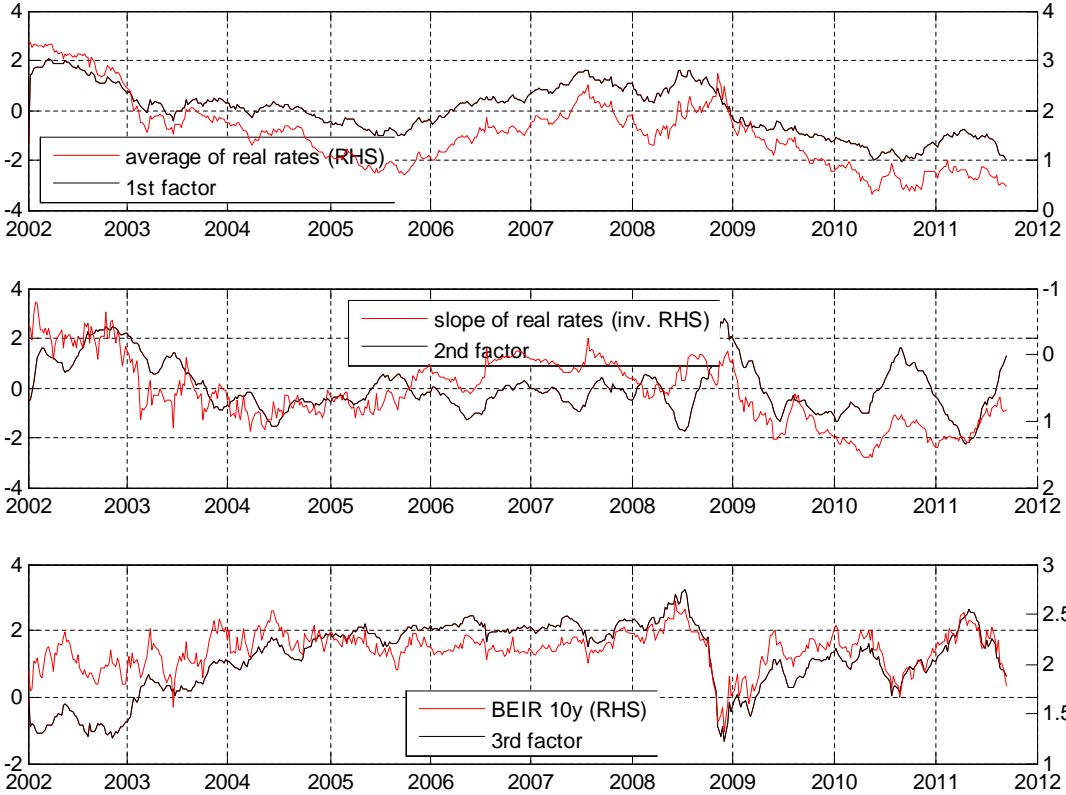 4 4
2 3
0 2
-2 1
-4 0
average of real rates (RHS)
1st factor
2002 2003 2004 2005 2006 2007 2008 2009 2010 2011 2012
4 -1
2 0
0
-2 1
-4 2
slope of real rates (inv. RHS)
2nd factor
2002 2003 2004 2005 2006 2007 2008 2009 2010 2011 2012
4 3
2.5
2 2
0 1.5
-2 1
BEIR 10y (RHS)
3rd factor
2002 2003 2004 2005 2006 2007 2008 2009 2010 2011 2012